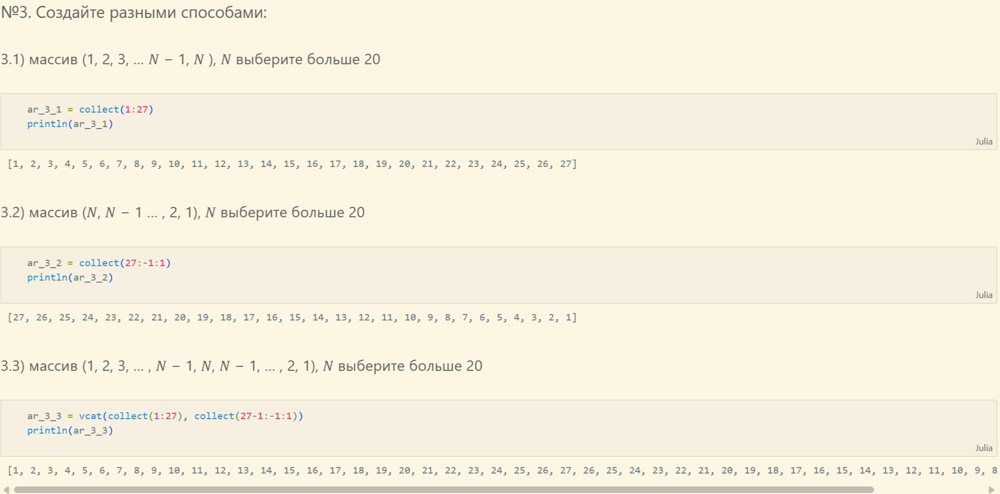 №3. Создайте разными способами:
3.1) массив (1, 2, 3, ... N − 1, N ), N выберите больше 20
ar_3_1 = collect(1:27)
println(ar_3_1)
Julia
[1, 2, 3, 4, 5, 6, 7, 8, 9, 10, 11, 12, 13, 14, 15, 16, 17, 18, 19, 20, 21, 22, 23, 24, 25, 26, 27]
3.2) массив (N, N − 1 ... , 2, 1), N выберите больше 20
ar_3_2 = collect(27:-1:1)
println(ar_3_2)
Julia
[27, 26, 25, 24, 23, 22, 21, 20, 19, 18, 17, 16, 15, 14, 13, 12, 11, 10, 9, 8, 7, 6, 5, 4, 3, 2, 1]
3.3) массив (1, 2, 3, ... , N − 1, N, N − 1, ... , 2, 1), N выберите больше 20
ar_3_3 = vcat(collect(1:27), collect(27-1:-1:1))
println(ar_3_3)
Julia
[1, 2, 3, 4, 5, 6, 7, 8, 9, 10, 11, 12, 13, 14, 15, 16, 17, 18, 19, 20, 21, 22, 23, 24, 25, 26, 27, 26, 25, 24, 23, 22, 21, 20, 19, 18, 17, 16, 15, 14, 13, 12, 11, 10, 9, 8